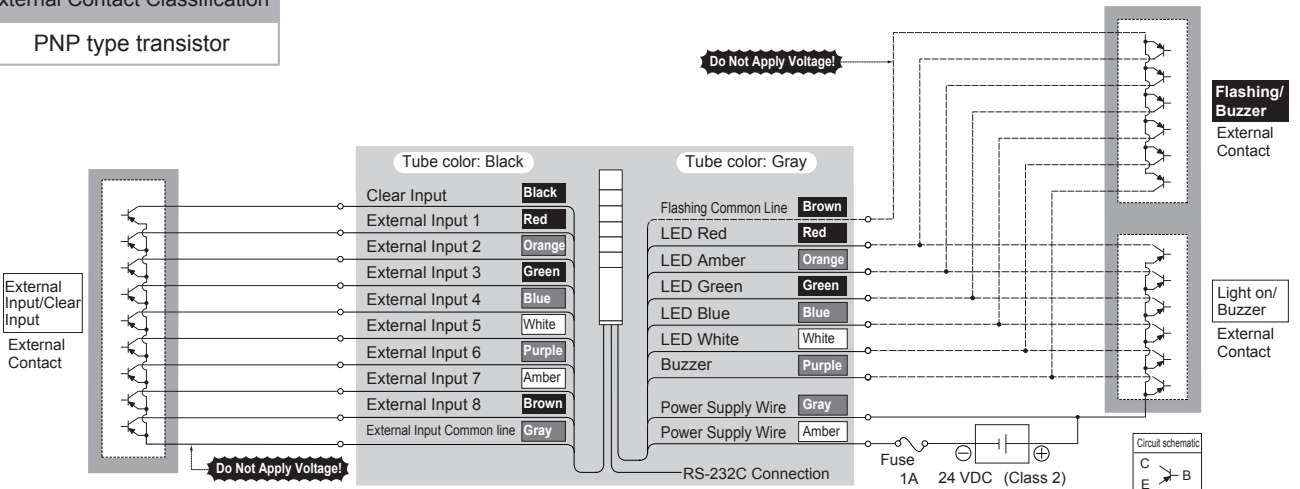 External Contact Classification
PNP type transistor
Do Not Apply Voltage!
Flashing/
Buzzer
External
Contact
Tube color: Black
Clear Input Black
External Input 1 Red
External Input 2 Orange
External Input 3 Green
External Input 4 Blue
External Input 5 White
External Input 6 Purple
External Input 7 Amber
External Input 8 Brown
External Input Common line Gray
Tube color: Gray
Flashing Common Line Brown
LED Red Red
LED Amber Orange
LED Green Green
LED Blue Blue
LED White White
Buzzer Purple
Power Supply Wire Gray
Power Supply Wire Amber
RS-232C Connection
External
Input/Clear
Input
External
Contact
Do Not Apply Voltage!
Light on/
Buzzer
External
Contact
Fuse
1A
⊖ ⊕
24 VDC (Class 2)
Circuit schematic
C
B
E